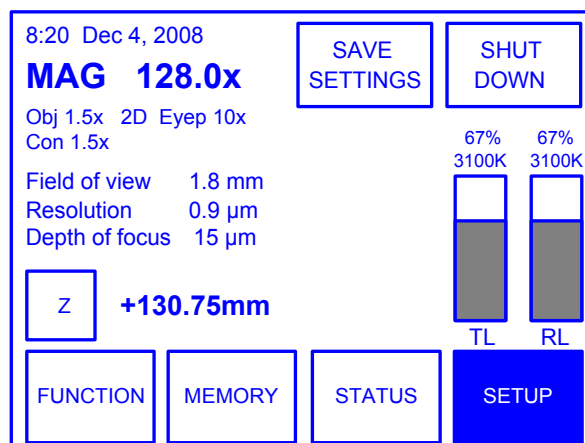 8:20 Dec 4, 2008
MAG 128.0x
Obj 1.5x 2D Eyep 10x
Con 1.5x
Field of view 1.8 mm
Resolution 0.9 µm
Depth of focus 15 µm
SAVE
SETTINGS
SHUT
DOWN
67% 67%
3100K 3100K
TL RL
Z +130.75mm
FUNCTION MEMORY STATUS SETUP